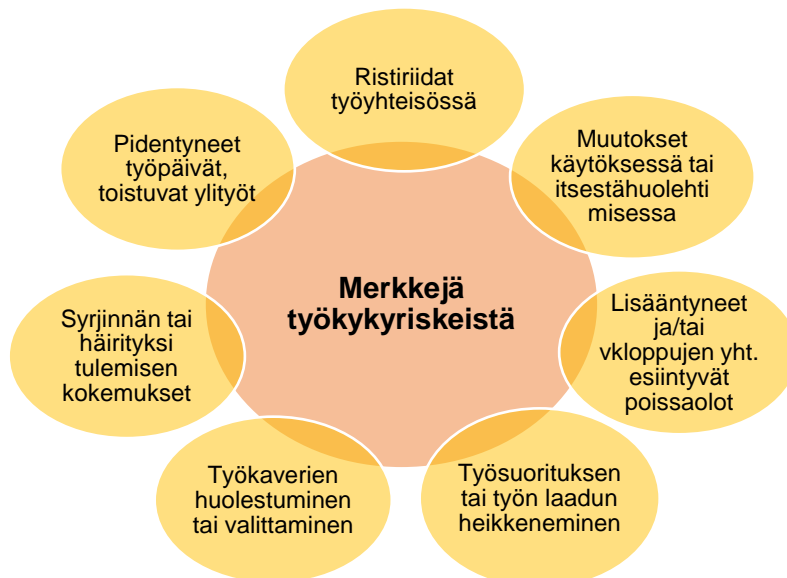 Ristiriidat
työyhteisössä
Muutokset
käytöksessä tai
itsestähuolehti
misessa
Lisääntyneet
ja/tai
vkloppujen yht.
esiintyvät
poissaolot
Työsuorituksen
tai työn laadun
heikkeneminen
Työkaverien
huolestuminen
tai valittaminen
Syrjinnän tai
häirityksi
tulemisen
kokemukset
Pidentyneet
työpäivät,
toistuvat ylityöt
Merkkejä
työkykyriskeistä